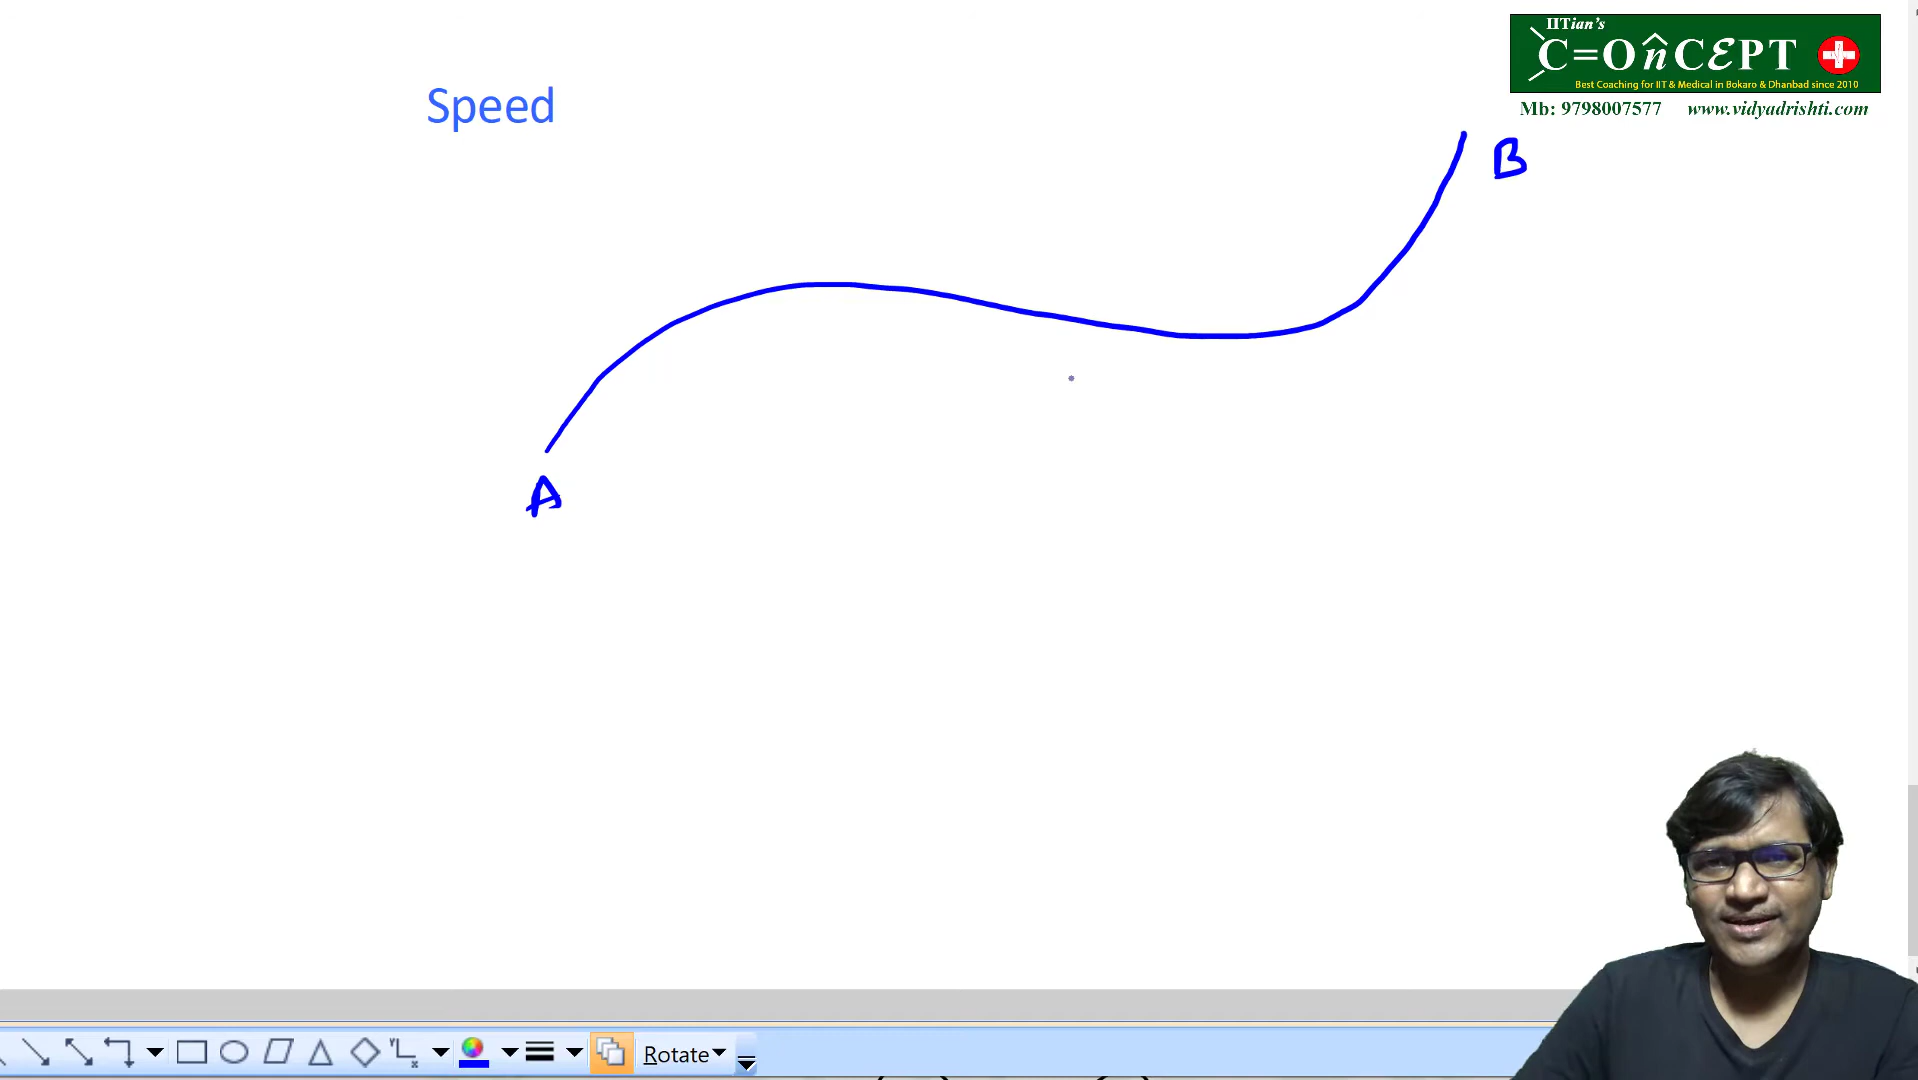 IITian's
C=OnCEPT
Best Coaching for IIT & Medical in Bokaro & Dhanbad since 2010
Mb: 9798007577 www.vidyadrishti.com
Speed
B
A
Rotate